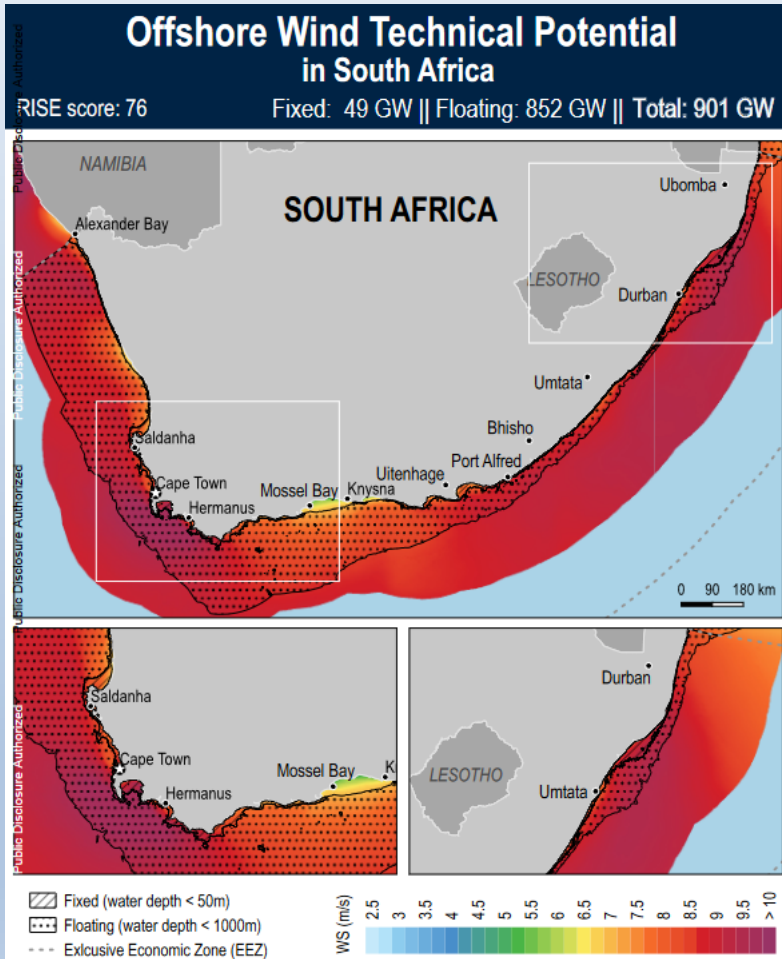 Offshore Wind Technical Potential
in South Africa
RISE score: 76
Fixed: 49 GW || Floating: 852 GW || Total: 901 GW
Public Disclosure Authorized
Public Disclosure Authorized
Public Disclosure Authorized
Public Disclosure Authorized
NAMIBIA
Ubomba
SOUTH AFRICA
Alexander Bay
LESOTHO
Durban
Umtata
Bhisho
Saldanha
Port Alfred
Uitenhage
Cape Town
Mossel Bay
Knysna
Hermanus
0 90 180 km
Saldanha
Cape Town
Mossel Bay
K
Hermanus
Durban
LESOTHO
Umtata
Fixed (water depth < 50m)
Floating (water depth < 1000m)
Exlcusive Economic Zone (EEZ)
WS (m/s)
2.5 3 3.5 4 4.5 5 5.5 6 6.5 7 7.5 8 8.5 9 9.5 > 10